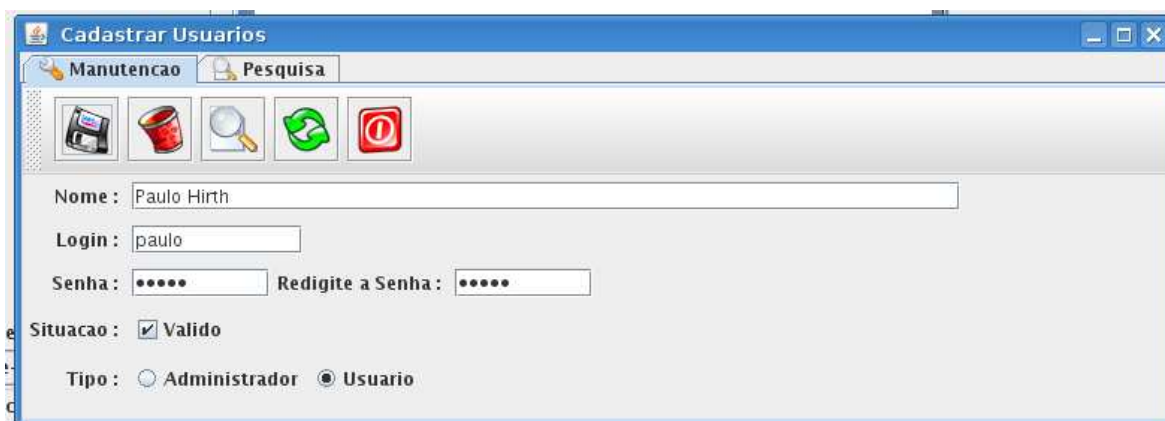 Cadastrar Usuarios
Manutencao Pesquisa
Nome : Paulo Hirth
Login : paulo
Senha : ••••• Redigite a Senha : •••••
Situacao : Valido
Tipo : Administrador Usuario